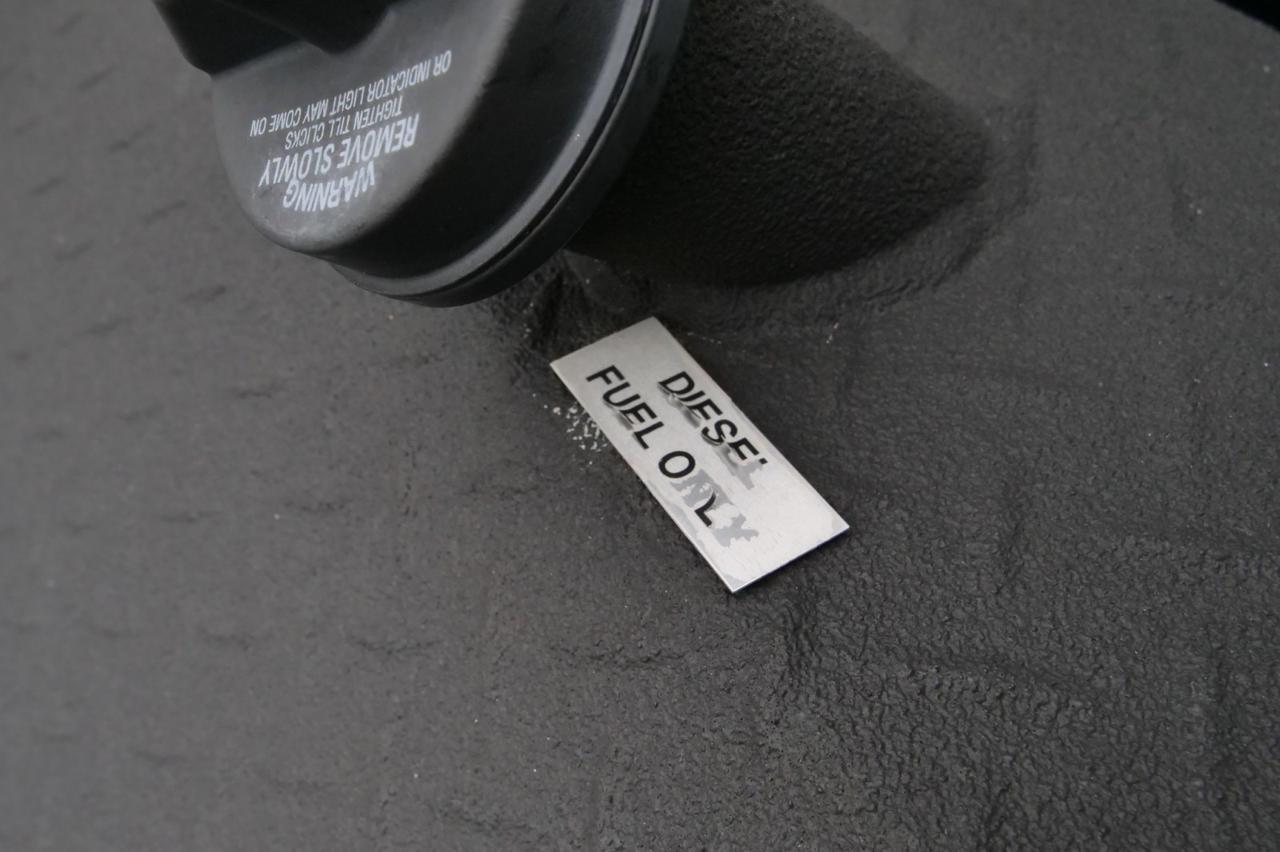 WARNING
REMOVE SLOWLY
TIGHTEN TILL CLICKS
OR INDICATOR LIGHT MAY COME ON
DIESEL
FUEL ONLY